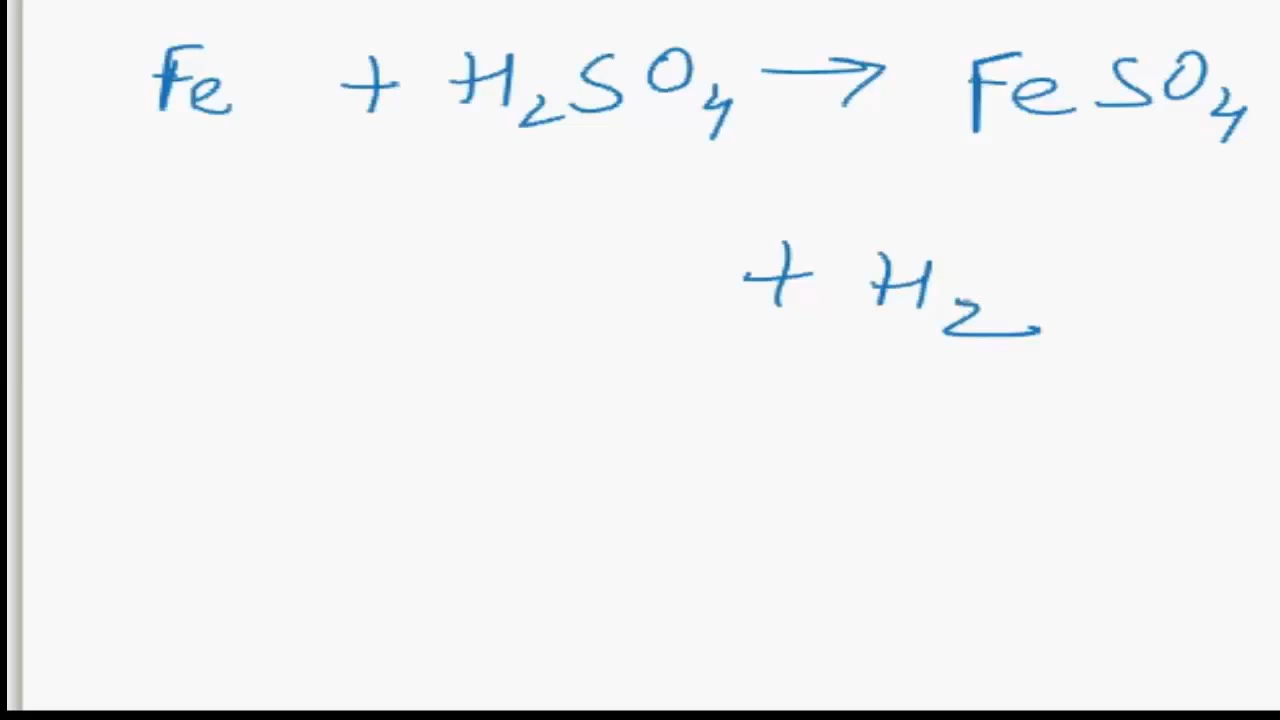 Fe + H₂SO₄ → FeSO₄
+ H₂